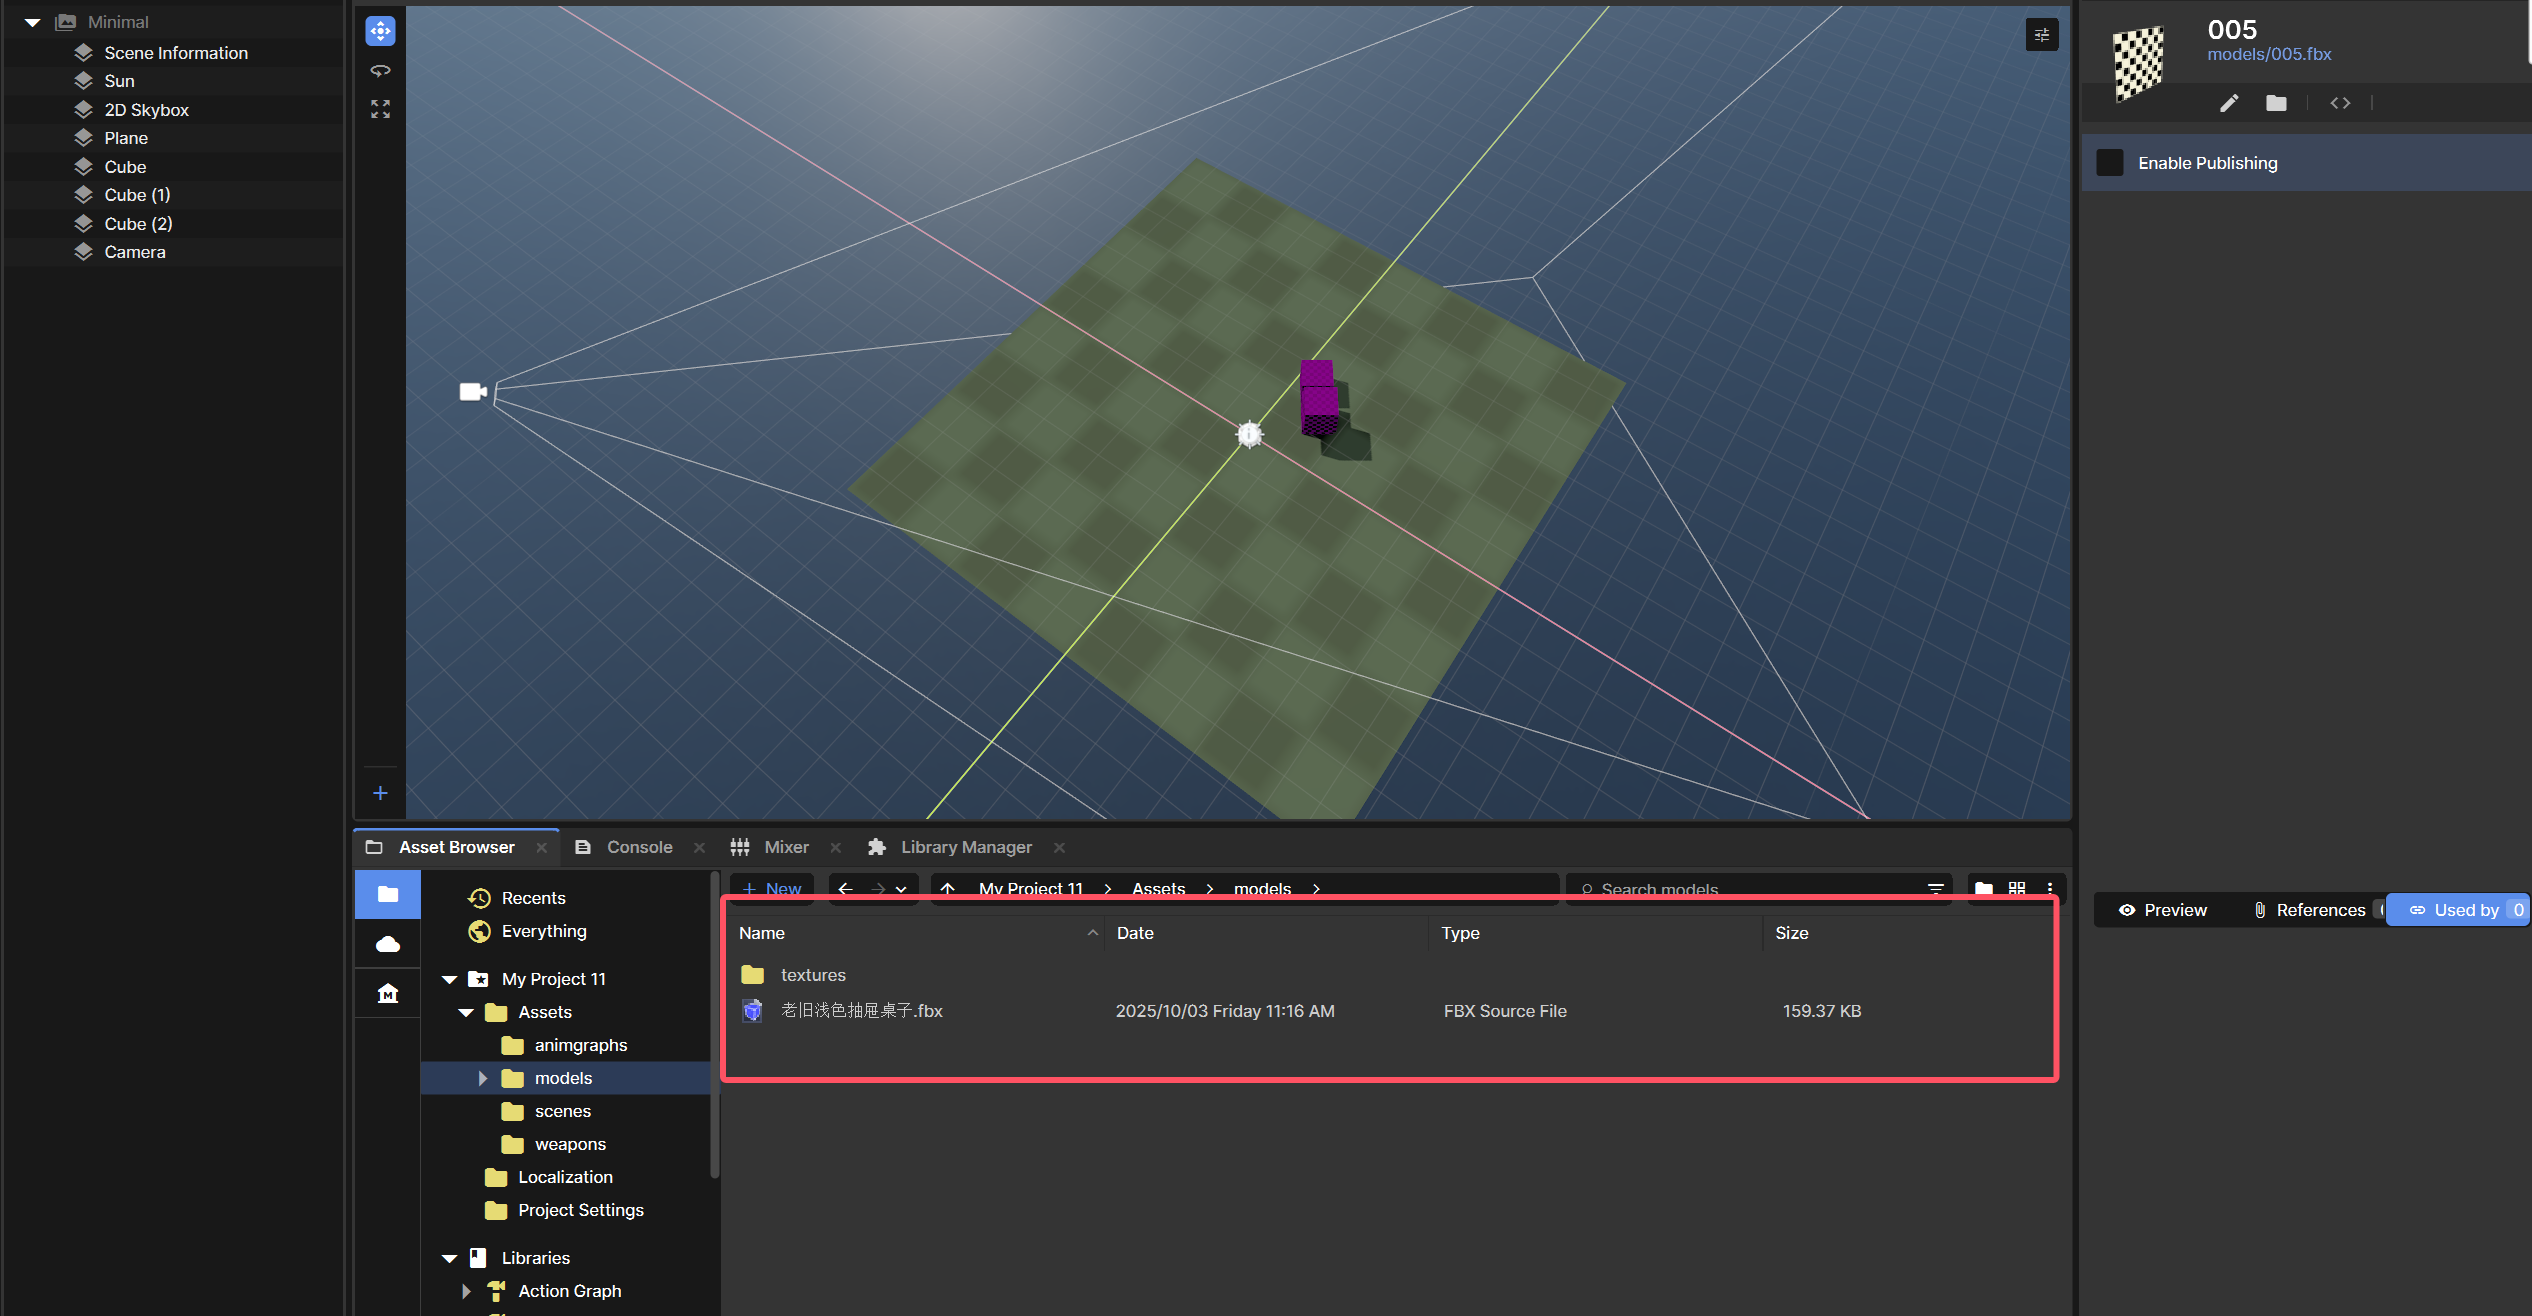 Minimal
Scene Information
Sun
2D Skybox
Plane
Cube
Cube (1)
Cube (2)
Camera
005
models/005.fbx
Enable Publishing
Asset Browser
Console
Mixer
Library Manager
Recents
Everything
My Project 11
Assets
animgraphs
models
scenes
weapons
Localization
Project Settings
Libraries
Action Graph
New
My Project 11 > Assets > models >
Search models
Name Date Type Size
textures
老旧浅色抽屉桌子.fbx 2025/10/03 Friday 11:16 AM FBX Source File 159.37 KB
Preview References Used by 0